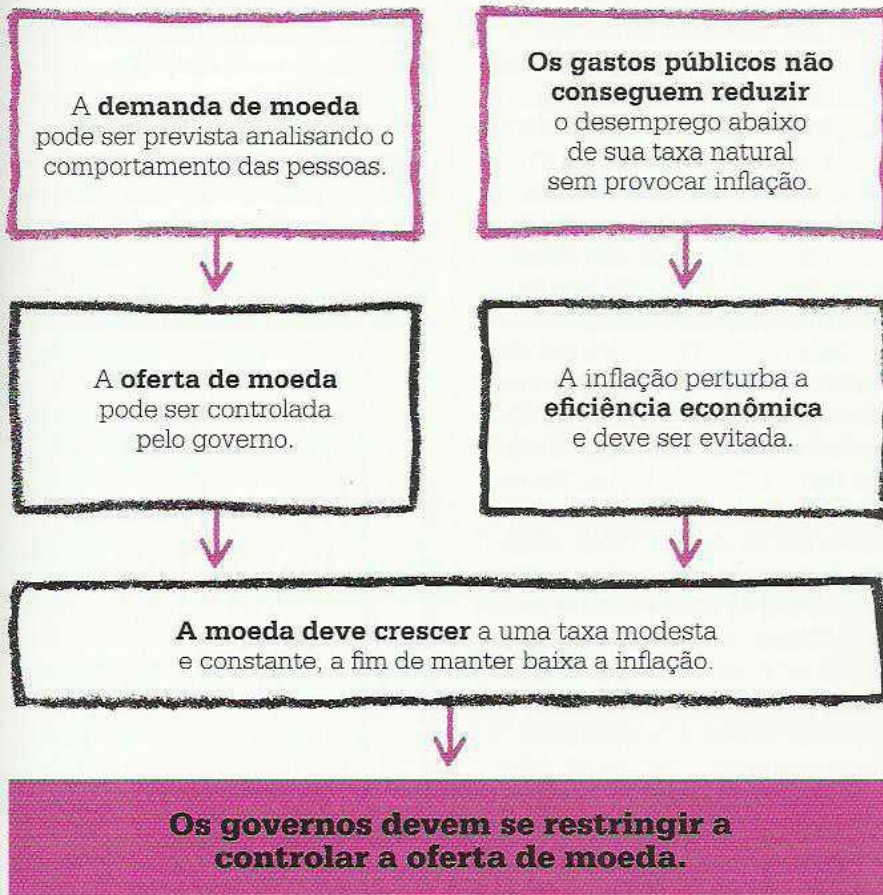 A demanda de moeda
pode ser prevista analisando o
comportamento das pessoas.
Os gastos públicos não
conseguem reduzir
o desemprego abaixo
de sua taxa natural
sem provocar inflação.
A oferta de moeda
pode ser controlada
pelo governo.
A inflação perturba a
eficiência econômica
e deve ser evitada.
A moeda deve crescer a uma taxa modesta
e constante, a fim de manter baixa a inflação.
Os governos devem se restringir a
controlar a oferta de moeda.